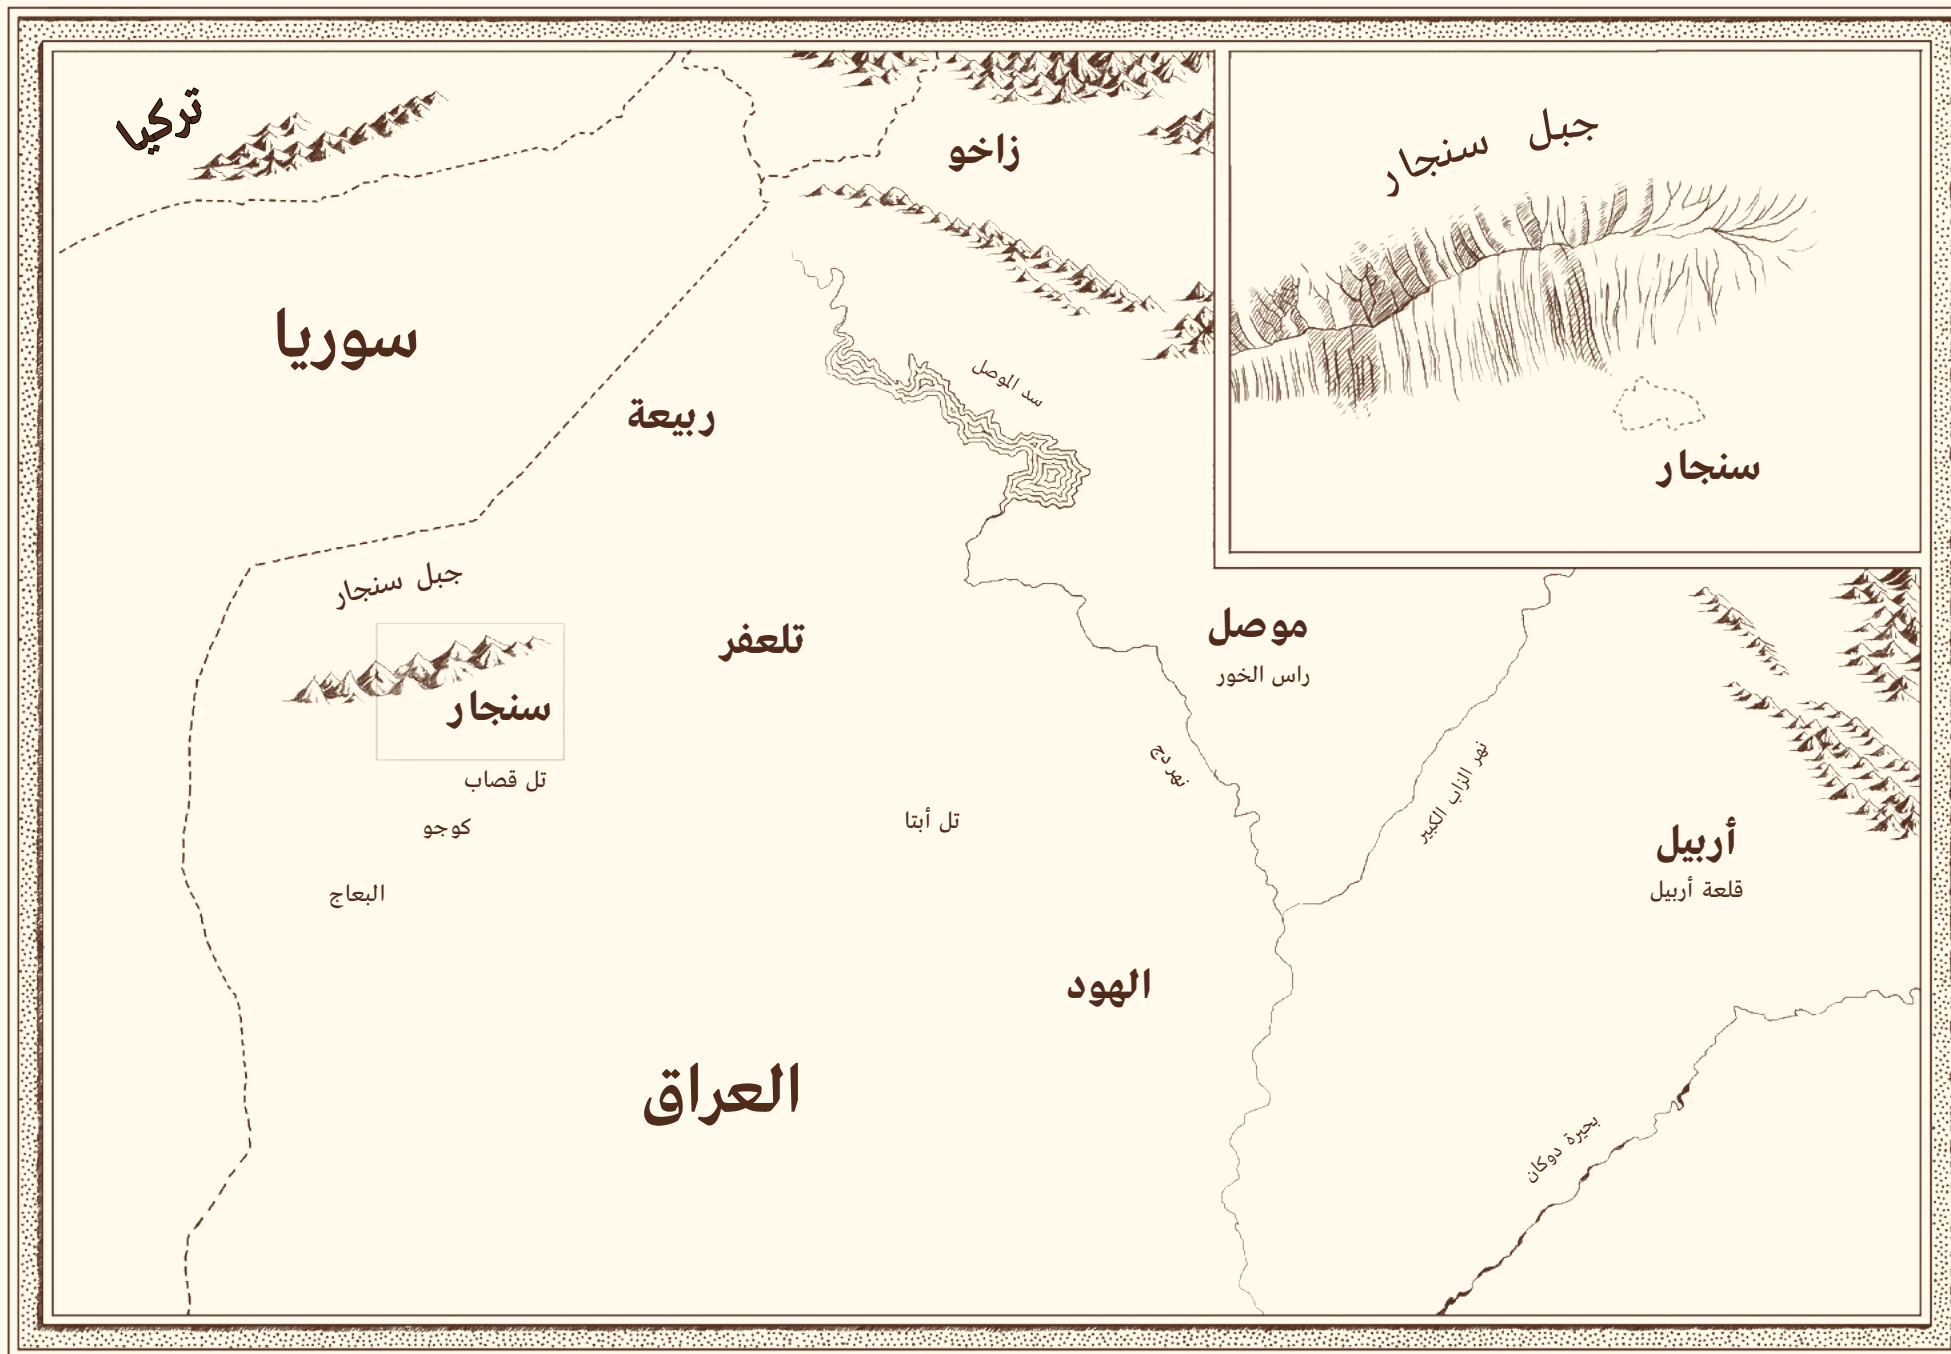 تركيا
زاخو
جبل سنجار
سوريا
ربيعة
سد الموصل
سنجار
جبل سنجار
تلعفر
موصل
راس الخور
سنجار
تل قصاب
نهر دج
نهر الزاب الكبير
كوجو
تل أبتا
أربيل
قلعة أربيل
البعاج
الهود
العراق
بحيرة دوكان